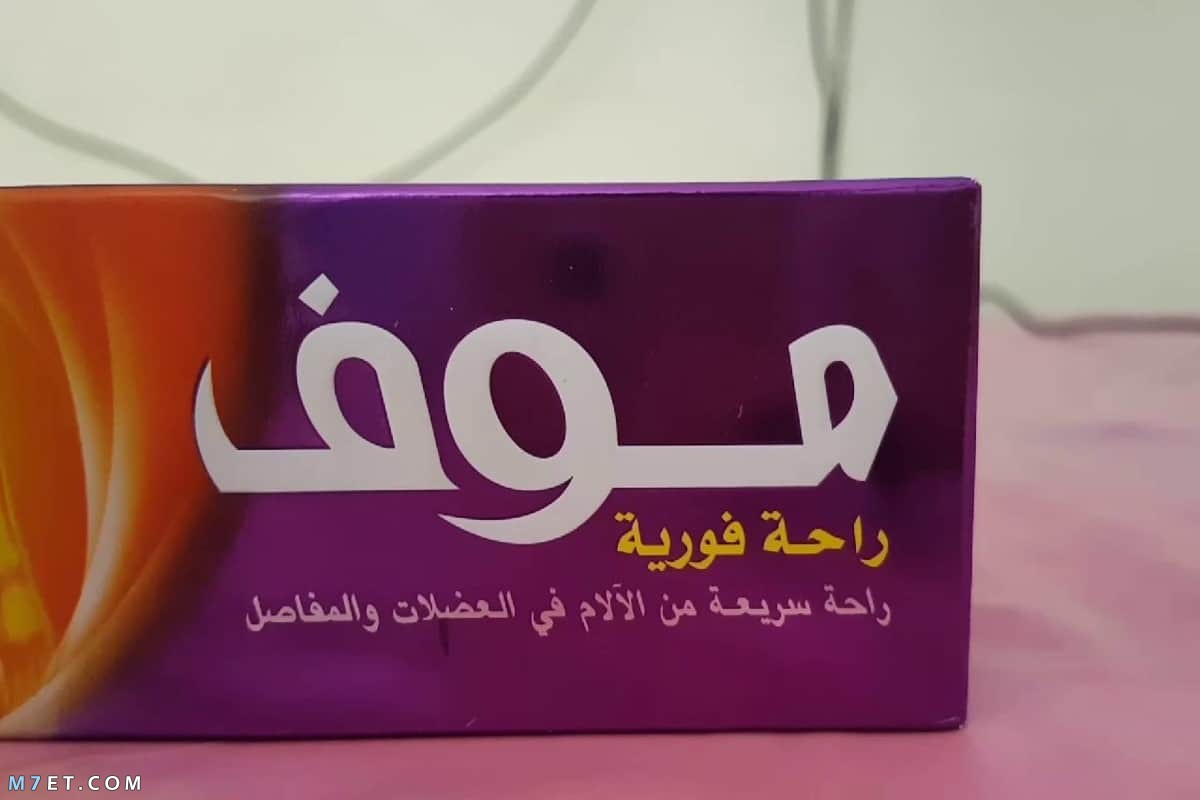 موف
راحة فورية
راحة سريعة من الآلام في العضلات والمفاصل
M7ET.COM